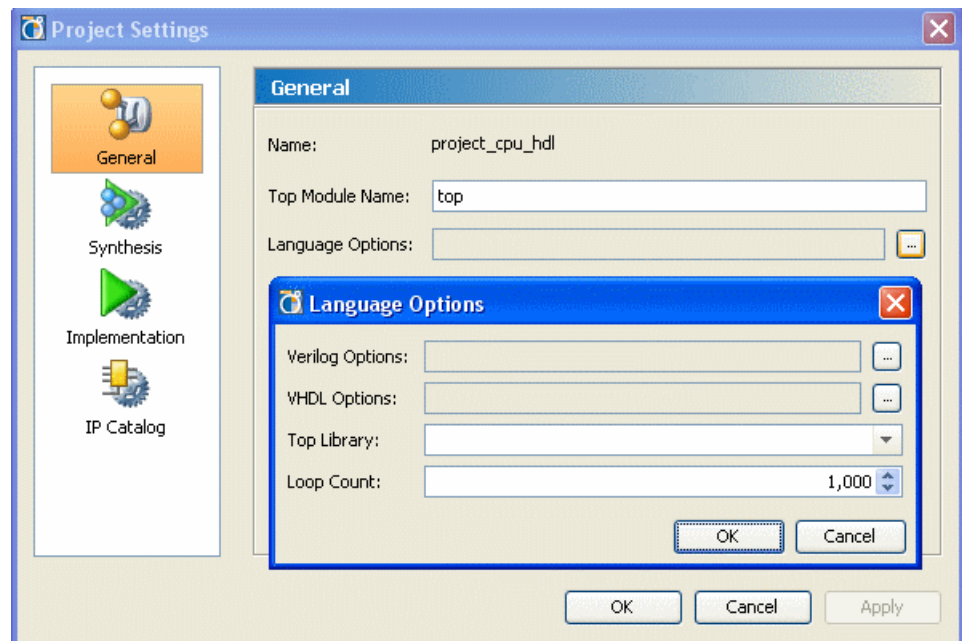 Project Settings
General
Synthesis
Implementation
IP Catalog
General
Name: project_cpu_hdl
Top Module Name: top
Language Options: ...
Language Options
Verilog Options: ...
VHDL Options: ...
Top Library:
Loop Count: 1,000
OK Cancel
OK Cancel Apply